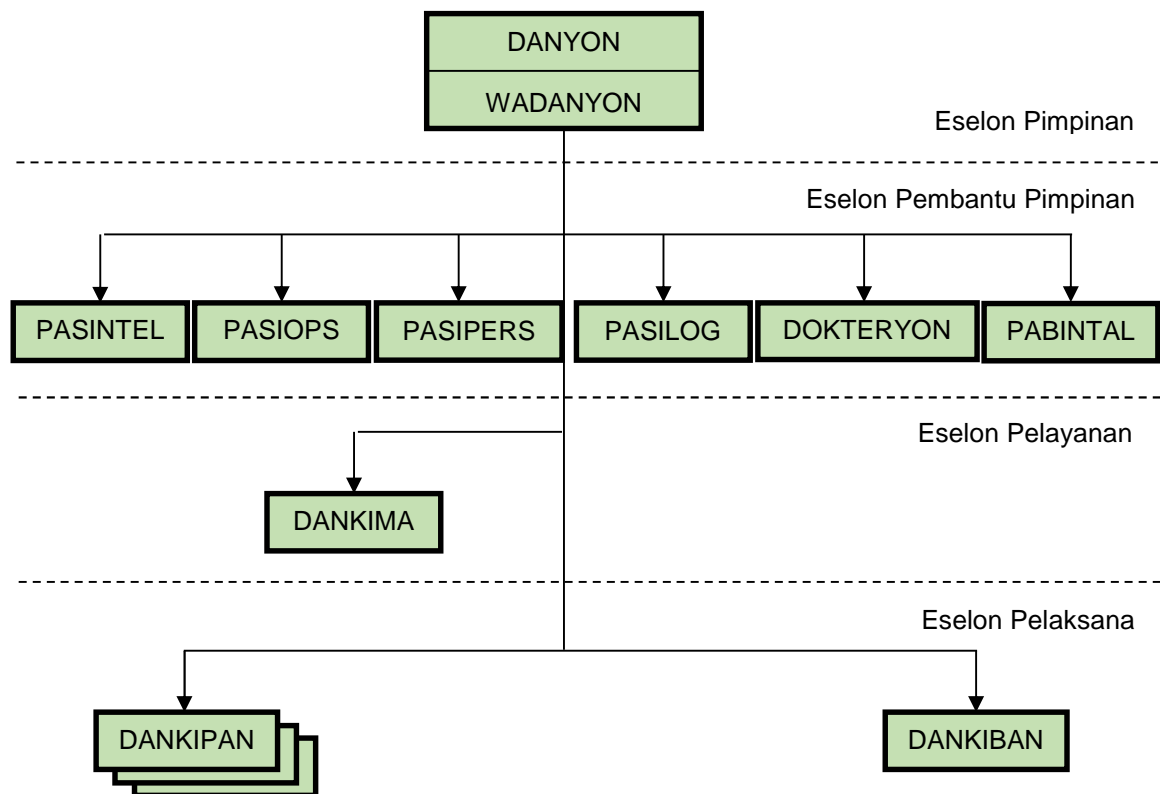 DANYON
WADANYON
Eselon Pimpinan
Eselon Pembantu Pimpinan
PASINTEL
PASIOPS
PASIPERS
PASILOG
DOKTERYON
PABINTAL
Eselon Pelayanan
DANKIMA
Eselon Pelaksana
DANKIPAN
DANKIBAN